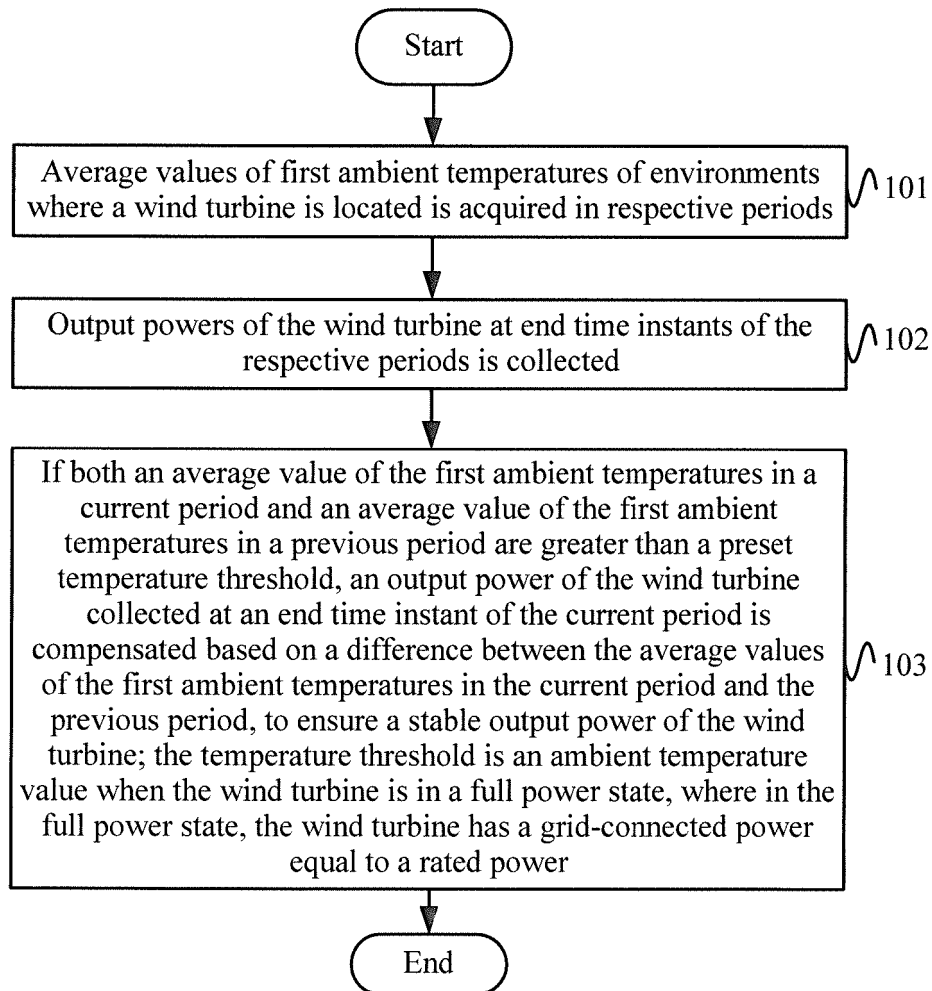 Start
Average values of first ambient temperatures of environments
where a wind turbine is located is acquired in respective periods
101
Output powers of the wind turbine at end time instants of the
respective periods is collected
102
If both an average value of the first ambient temperatures in a
current period and an average value of the first ambient
temperatures in a previous period are greater than a preset
temperature threshold, an output power of the wind turbine
collected at an end time instant of the current period is
compensated based on a difference between the average values
of the first ambient temperatures in the current period and the
previous period, to ensure a stable output power of the wind
turbine; the temperature threshold is an ambient temperature
value when the wind turbine is in a full power state, where in the
full power state, the wind turbine has a grid-connected power
equal to a rated power
103
End